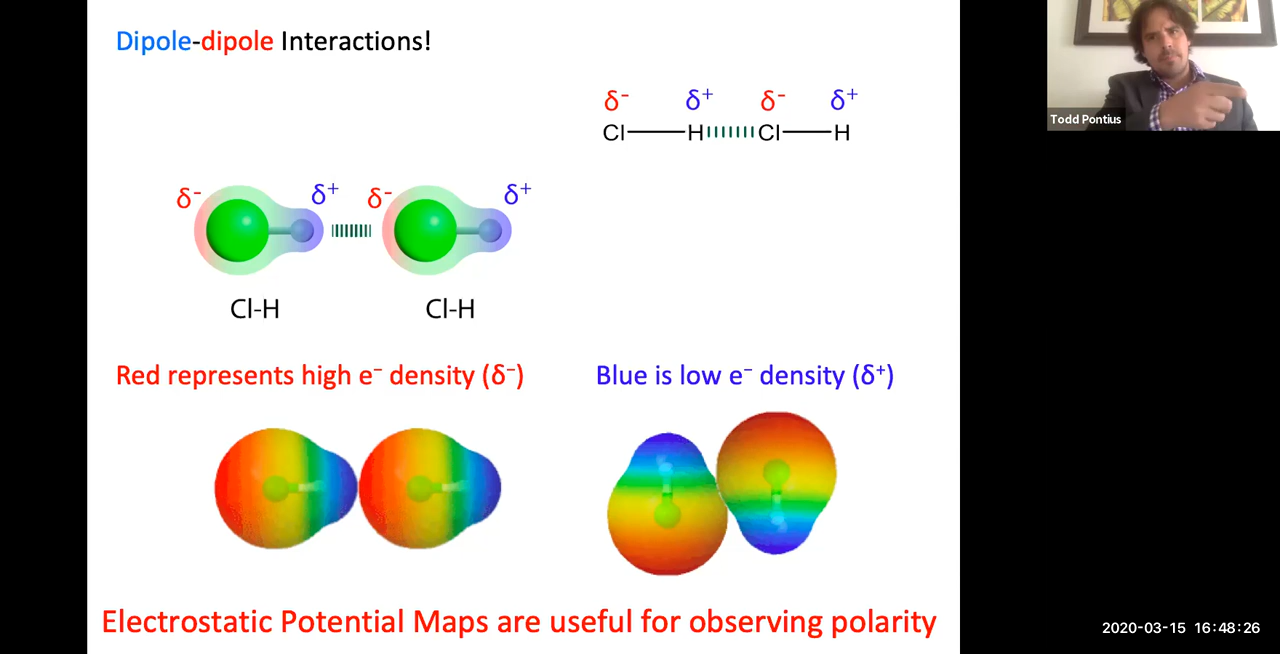 Dipole-dipole Interactions!
δ⁻ δ⁺ δ⁻ δ⁺
Cl H Cl H
δ⁻ δ⁺ δ⁻ δ⁺
Cl-H Cl-H
Red represents high e⁻ density (δ⁻)
Blue is low e⁻ density (δ⁺)
Electrostatic Potential Maps are useful for observing polarity
Todd Pontius
2020-03-15 16:48:26